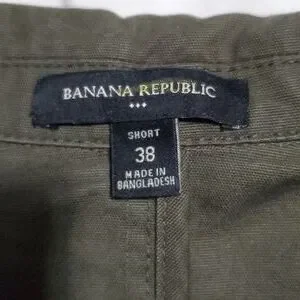 BANANA REPUBLIC
SHORT
38
MADE IN
BANGLADESH